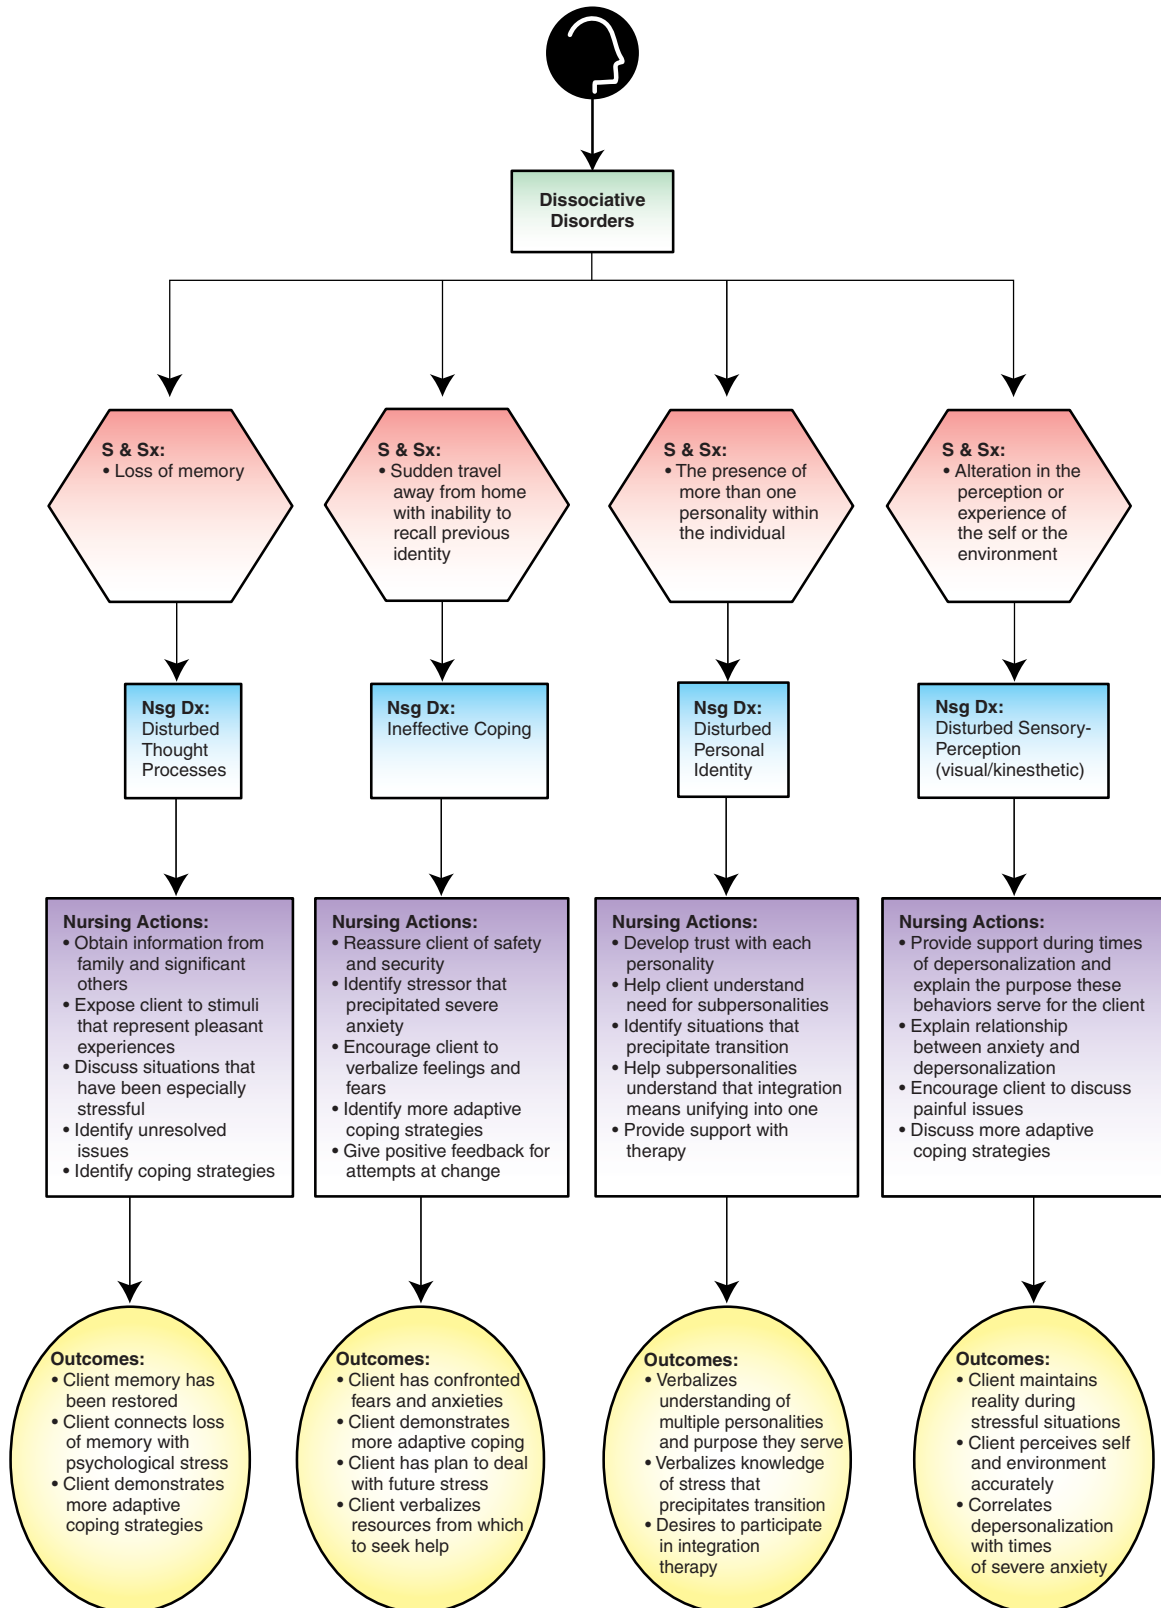 Dissociative
Disorders
S & Sx:
• Loss of memory
S & Sx:
• Sudden travel
away from home
with inability to
recall previous
identity
S & Sx:
• The presence of
more than one
personality within
the individual
S & Sx:
• Alteration in the
perception or
experience of
the self or the
environment
Nsg Dx:
Disturbed
Thought
Processes
Nsg Dx:
Ineffective Coping
Nsg Dx:
Disturbed
Personal
Identity
Nsg Dx:
Disturbed Sensory-
Perception
(visual/kinesthetic)
Nursing Actions:
• Obtain information from
family and significant
others
• Expose client to stimuli
that represent pleasant
experiences
• Discuss situations that
have been especially
stressful
• Identify unresolved
issues
• Identify coping strategies
Nursing Actions:
• Reassure client of safety
and security
• Identify stressor that
precipitated severe
anxiety
• Encourage client to
verbalize feelings and
fears
• Identify more adaptive
coping strategies
• Give positive feedback for
attempts at change
Nursing Actions:
• Develop trust with each
personality
• Help client understand
need for subpersonalities
• Identify situations that
precipitate transition
• Help subpersonalities
understand that integration
means unifying into one
• Provide support with
therapy
Nursing Actions:
• Provide support during times
of depersonalization and
explain the purpose these
behaviors serve for the client
• Explain relationship
between anxiety and
depersonalization
• Encourage client to discuss
painful issues
• Discuss more adaptive
coping strategies
Outcomes:
• Client memory has
been restored
• Client connects loss
of memory with
psychological stress
• Client demonstrates
more adaptive
coping strategies
Outcomes:
• Client has confronted
fears and anxieties
• Client demonstrates
more adaptive coping
• Client has plan to deal
with future stress
• Client verbalizes
resources from which
to seek help
Outcomes:
• Verbalizes
understanding of
multiple personalities
and purpose they serve
• Verbalizes knowledge
of stress that
precipitates transition
• Desires to participate
in integration
therapy
Outcomes:
• Client maintains
reality during
stressful situations
• Client perceives self
and environment
accurately
• Correlates
depersonalization
with times
of severe anxiety